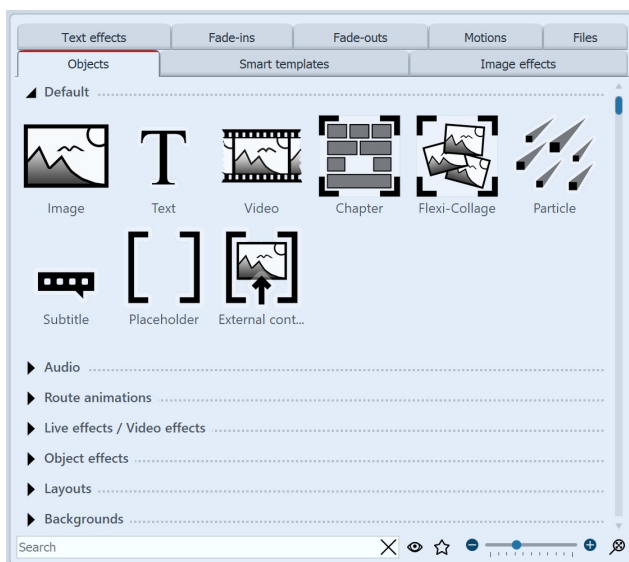 Text effects Fade-ins Fade-outs Motions Files
Objects Smart templates Image effects
Default
Image Text Video Chapter Flexi-Collage Particle
Subtitle Placeholder External cont...
Audio
Route animations
Live effects / Video effects
Object effects
Layouts
Backgrounds
Search